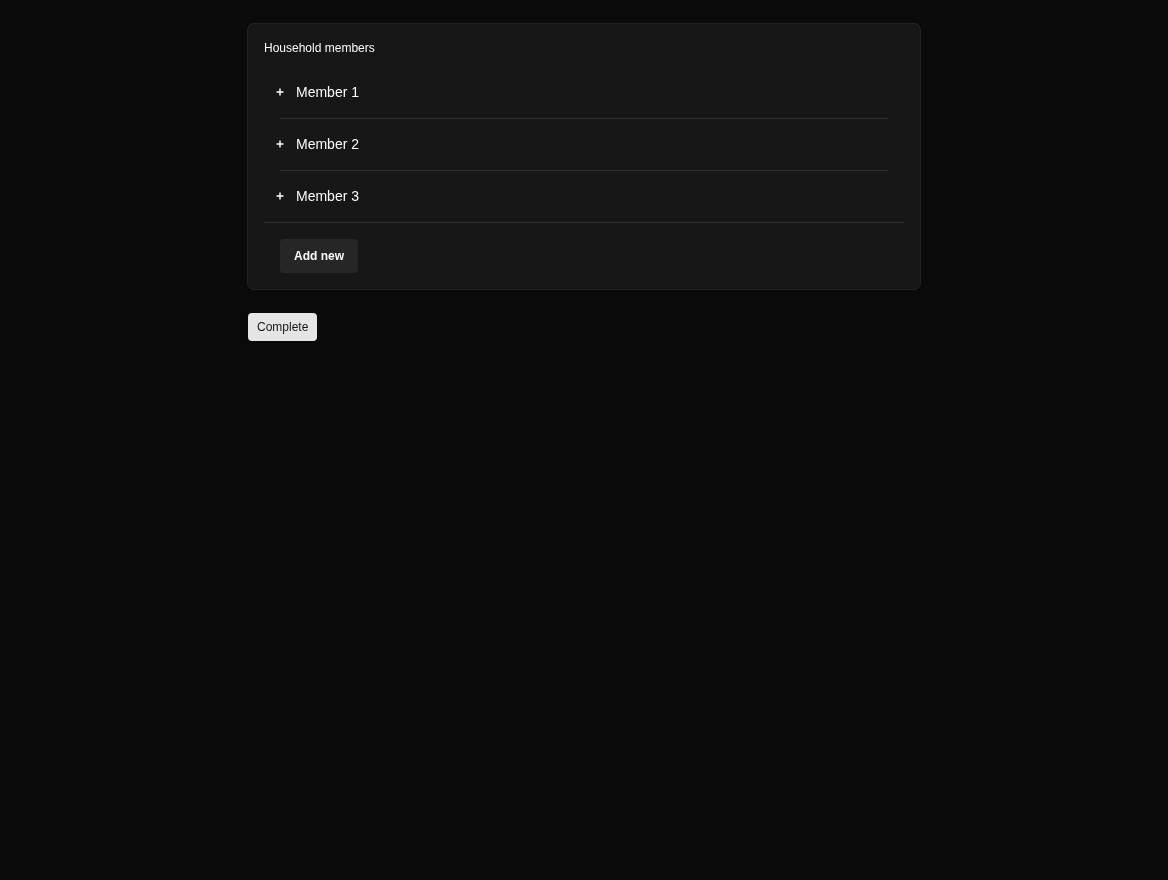 Household members
+ Member 1
+ Member 2
+ Member 3
Add new
Complete